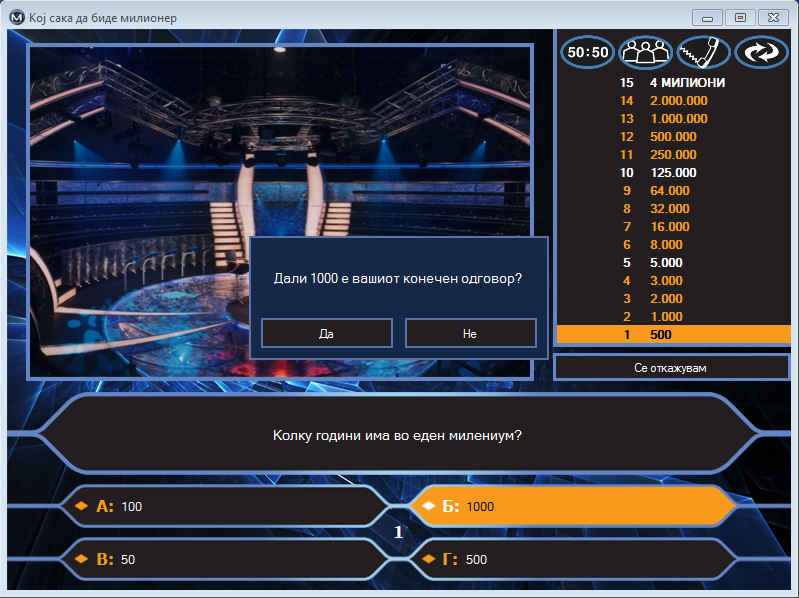 Кој сака да биде милионер
50:50
15 4 МИЛИОНИ
14 2.000.000
13 1.000.000
12 500.000
11 250.000
10 125.000
9 64.000
8 32.000
7 16.000
6 8.000
5 5.000
4 3.000
3 2.000
2 1.000
1 500
Дали 1000 е вашиот конечен одговор?
Да
Не
Се откажувам
Колку години има во еден милениум?
А: 100
Б: 1000
1
В: 50
Г: 500